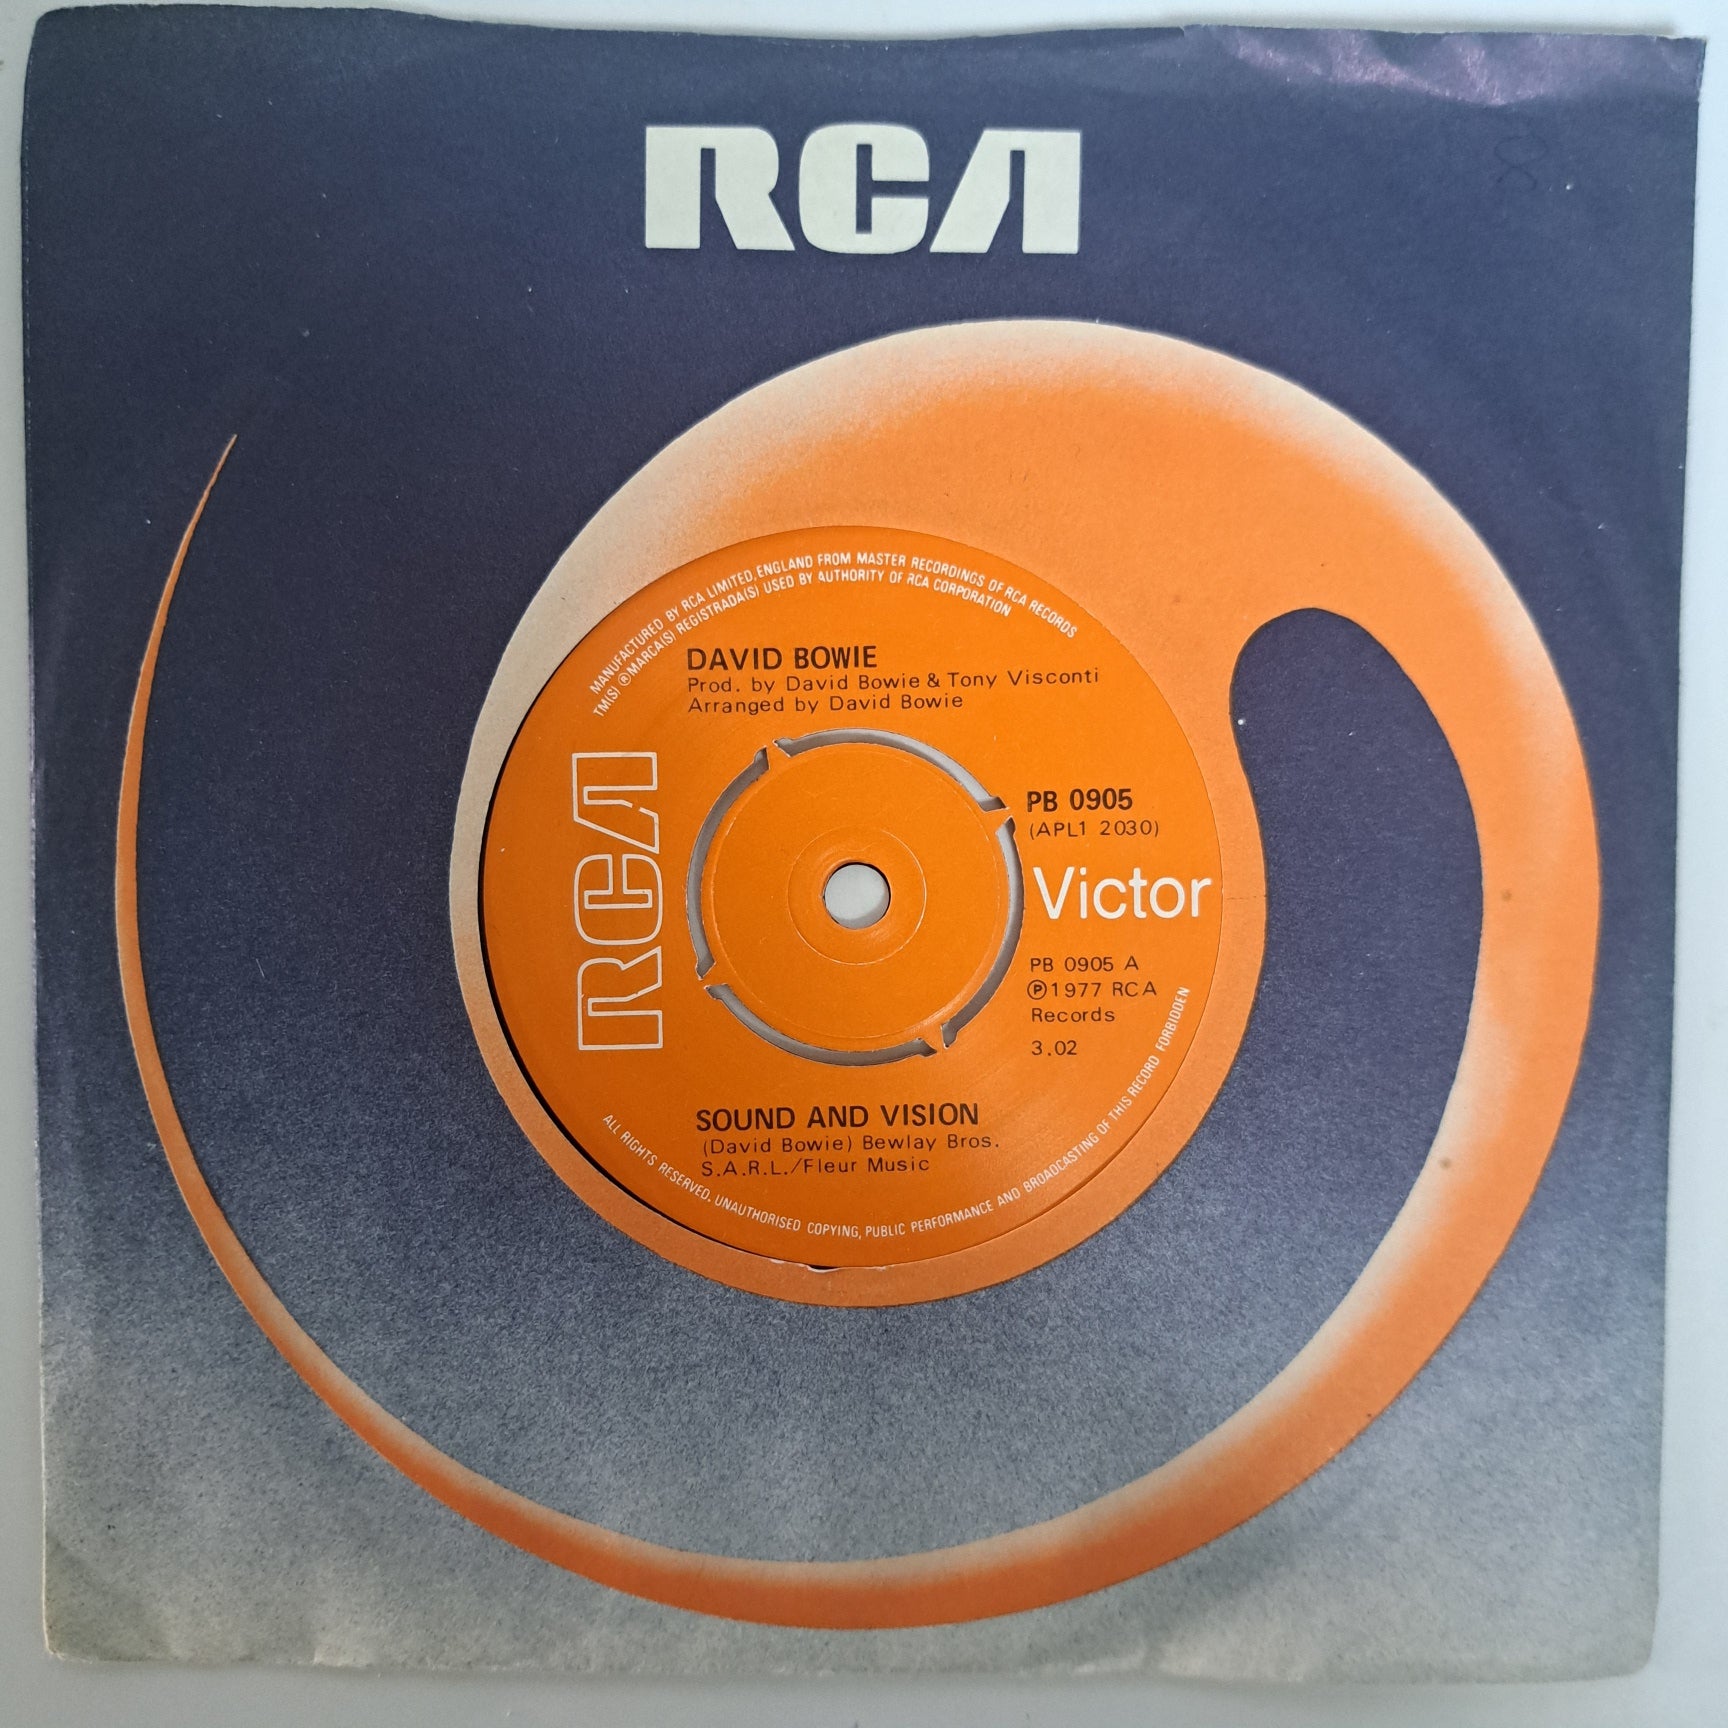 RCA
MANUFACTURED BY RCA LIMITED, ENGLAND FROM MASTER RECORDINGS OF RCA RECORDS
TM(S) ® MARCA(S) REGISTRADA(S) USED BY AUTHORITY OF RCA CORPORATION
DAVID BOWIE
Prod. by David Bowie & Tony Visconti
Arranged by David Bowie
RCA
PB 0905
(APL1 2030)
Victor
PB 0905 A
℗1977 RCA
Records
3.02
SOUND AND VISION
(David Bowie) Bewlay Bros.
S.A.R.L./Fleur Music
ALL RIGHTS RESERVED. UNAUTHORISED COPYING, PUBLIC PERFORMANCE AND BROADCASTING OF THIS RECORD FORBIDDEN